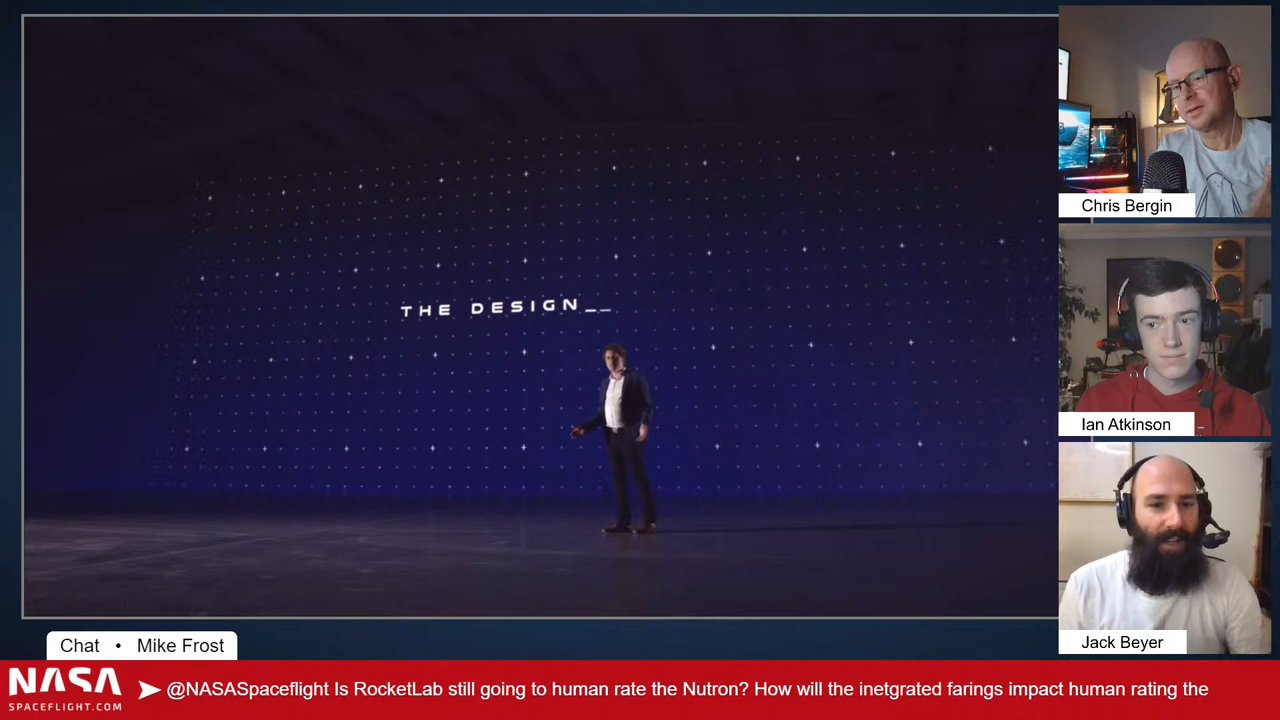 THE DESIGN__
Chris Bergin
Ian Atkinson
Jack Beyer
Chat • Mike Frost
NASA
SPACEFLIGHT.COM
@NASASpaceflight Is RocketLab still going to human rate the Nutron? How will the inetgrated farings impact human rating the